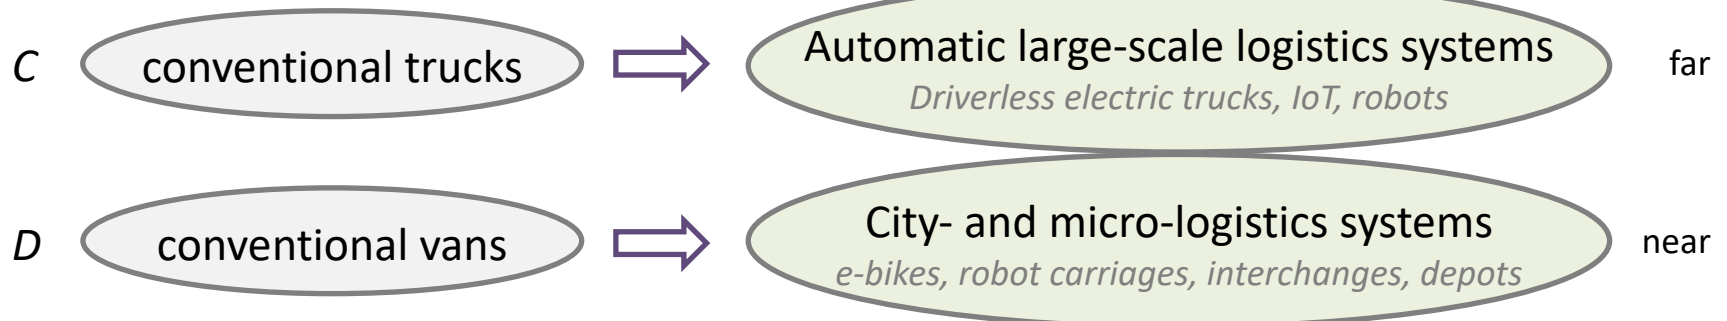 C
conventional trucks
Automatic large-scale logistics systems
Driverless electric trucks, IoT, robots
far
D
conventional vans
City- and micro-logistics systems
e-bikes, robot carriages, interchanges, depots
near